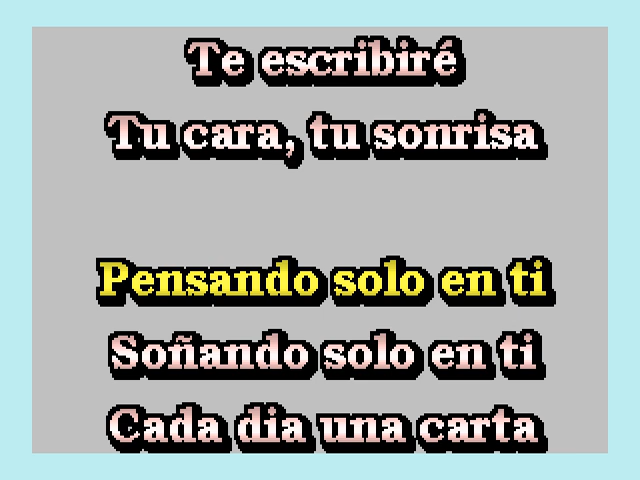 Te escribiré
Tu cara, tu sonrisa
Pensando solo en ti
Soñando solo en ti
Cada dia una carta